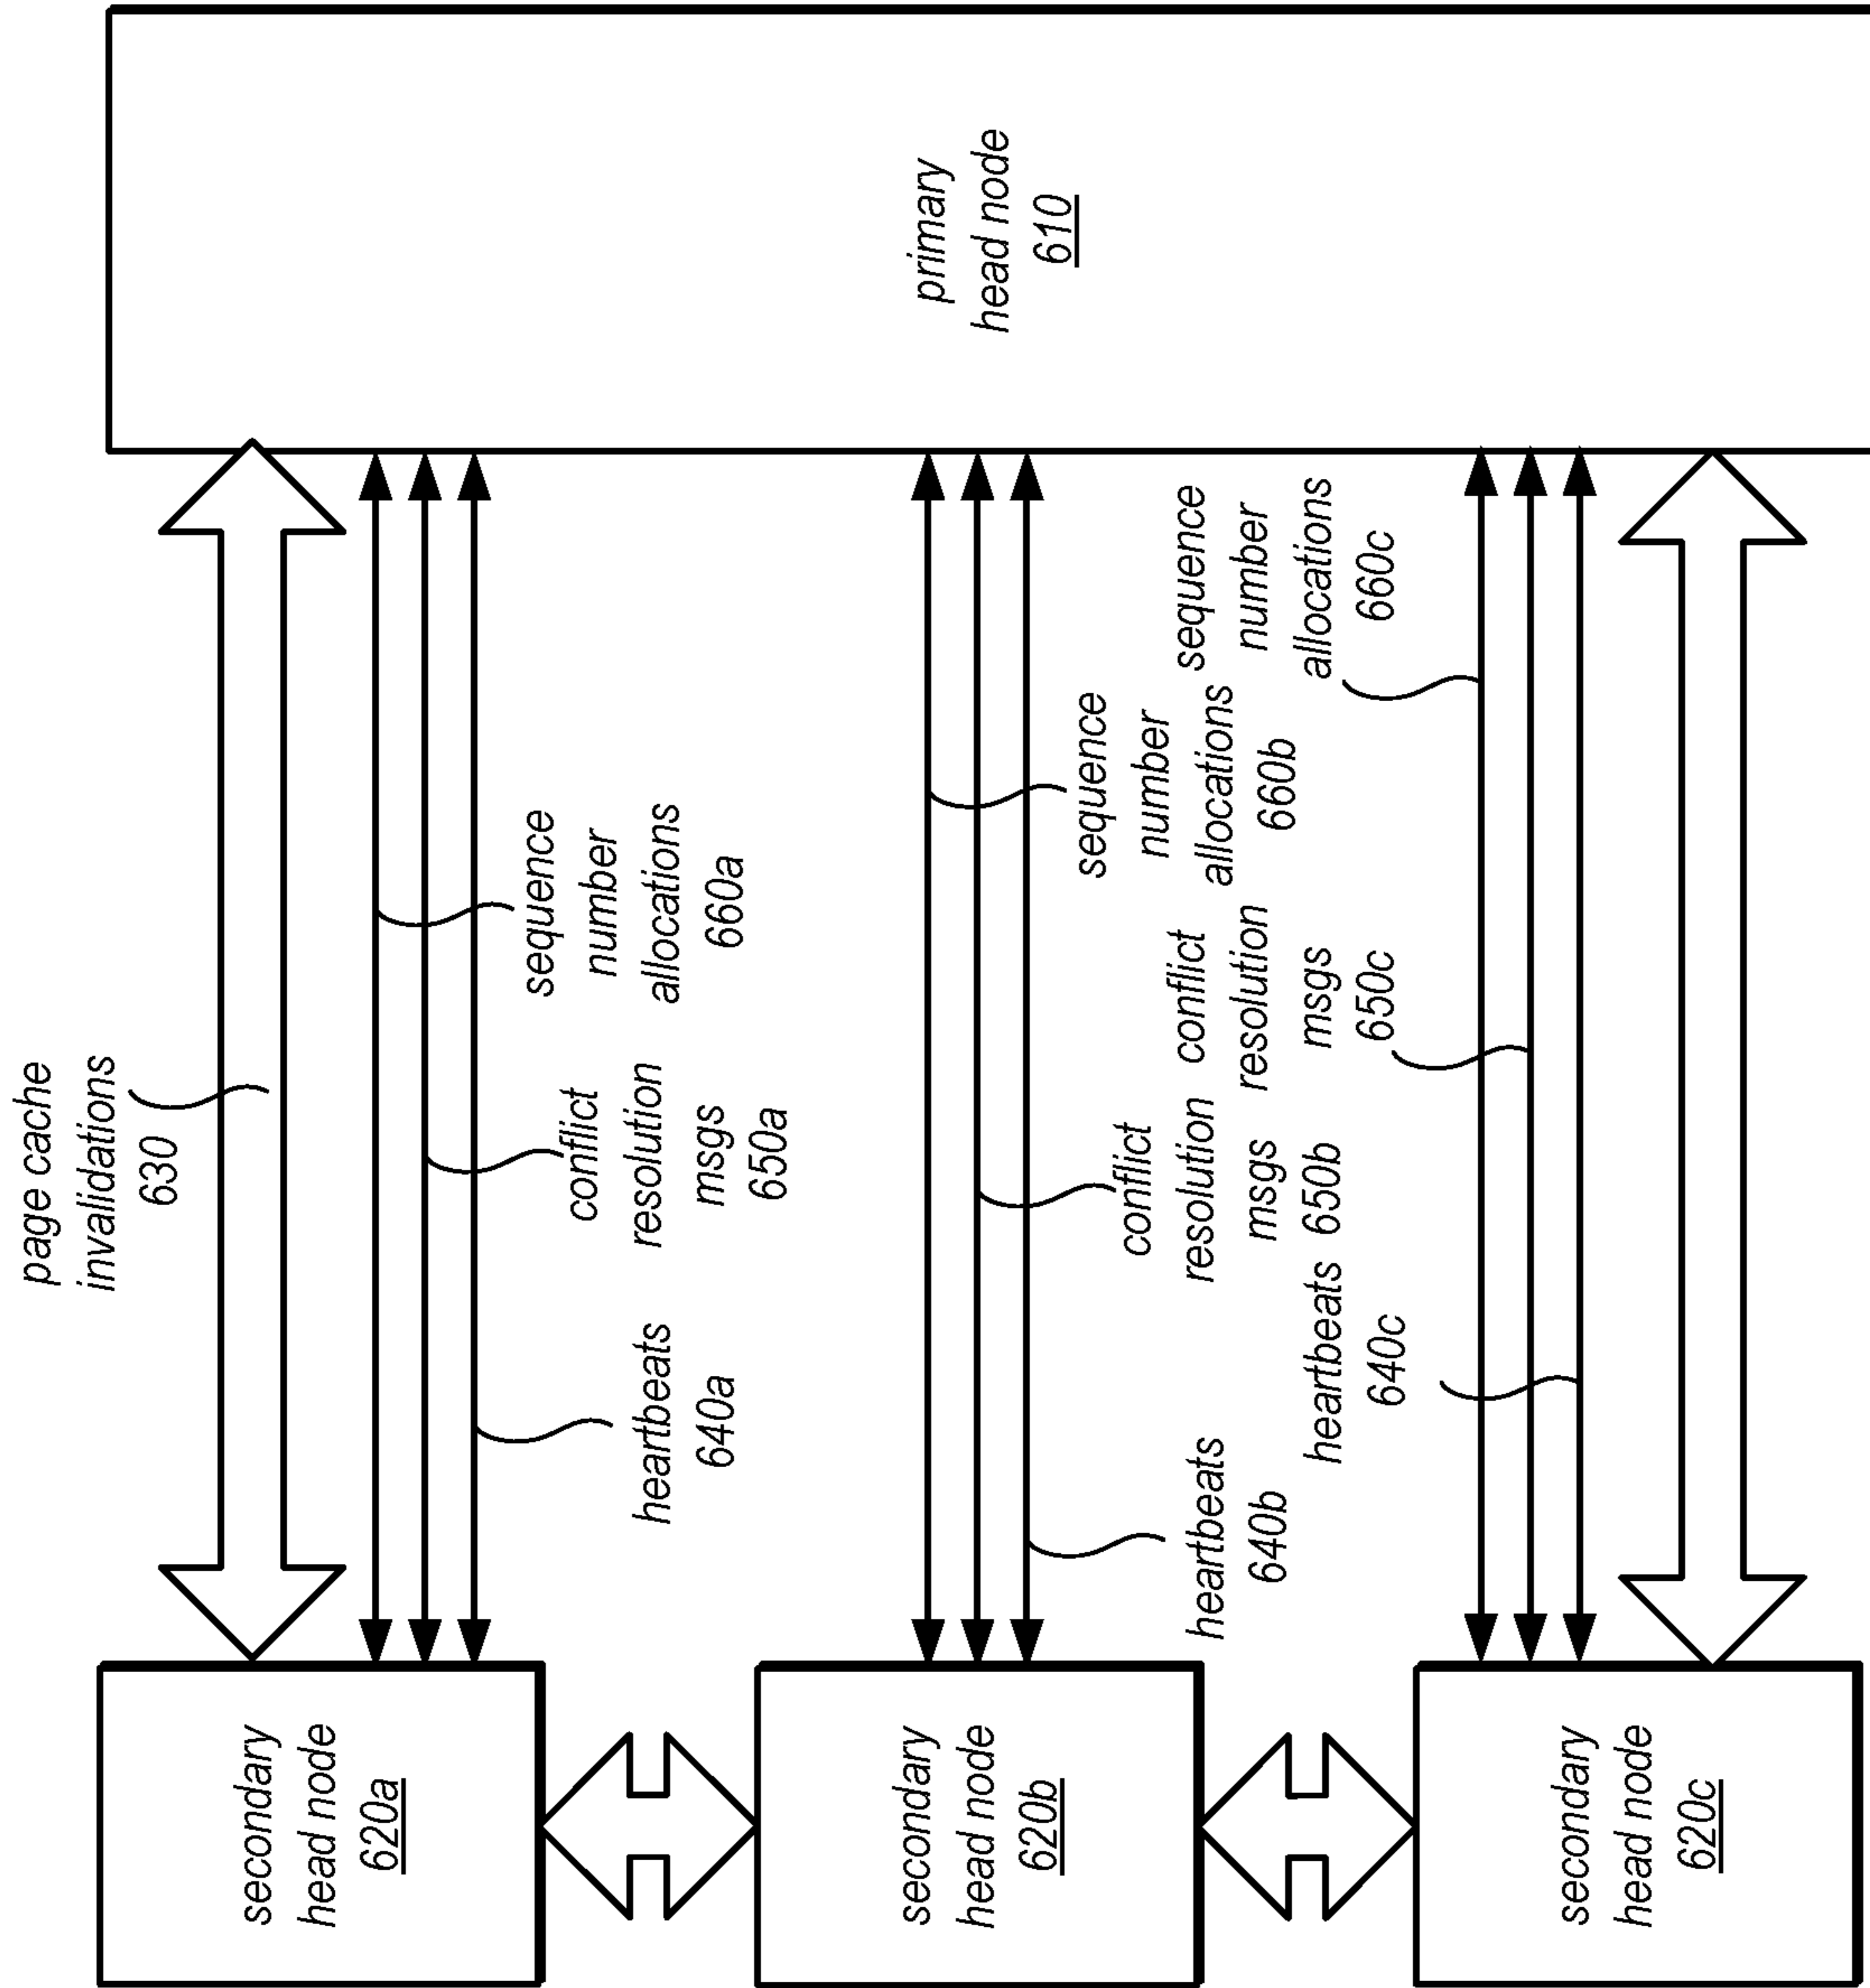 primary
head node
610
page cache
invalidations
630
sequence
number
allocations
660a
conflict
resolution
msgs
650a
heartbeats
640a
sequence
number
allocations
660b
conflict
resolution
msgs
650b
heartbeats
640b
sequence
number
allocations
660c
conflict
resolution
msgs
650c
heartbeats
640c
secondary
head node
620a
secondary
head node
620b
secondary
head node
620c